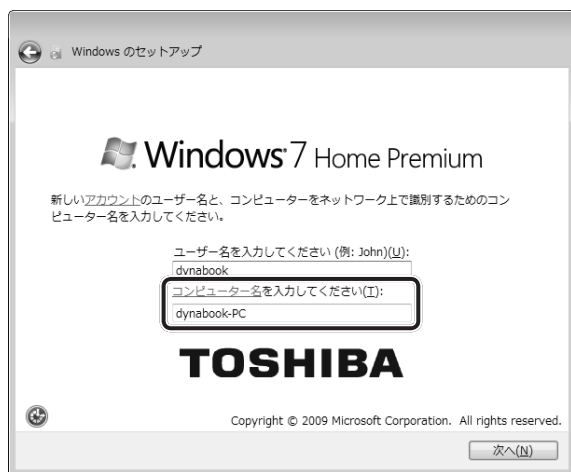 Windows のセットアップ
Windows 7 Home Premium
新しいアカウントのユーザー名と、コンピューターをネットワーク上で識別するためのコン
ピューター名を入力してください。
ユーザー名を入力してください (例: John)(U):
dynabook
コンピューター名を入力してください(T):
dynabook-PC
TOSHIBA
Copyright © 2009 Microsoft Corporation. All rights reserved.
次へ(N)